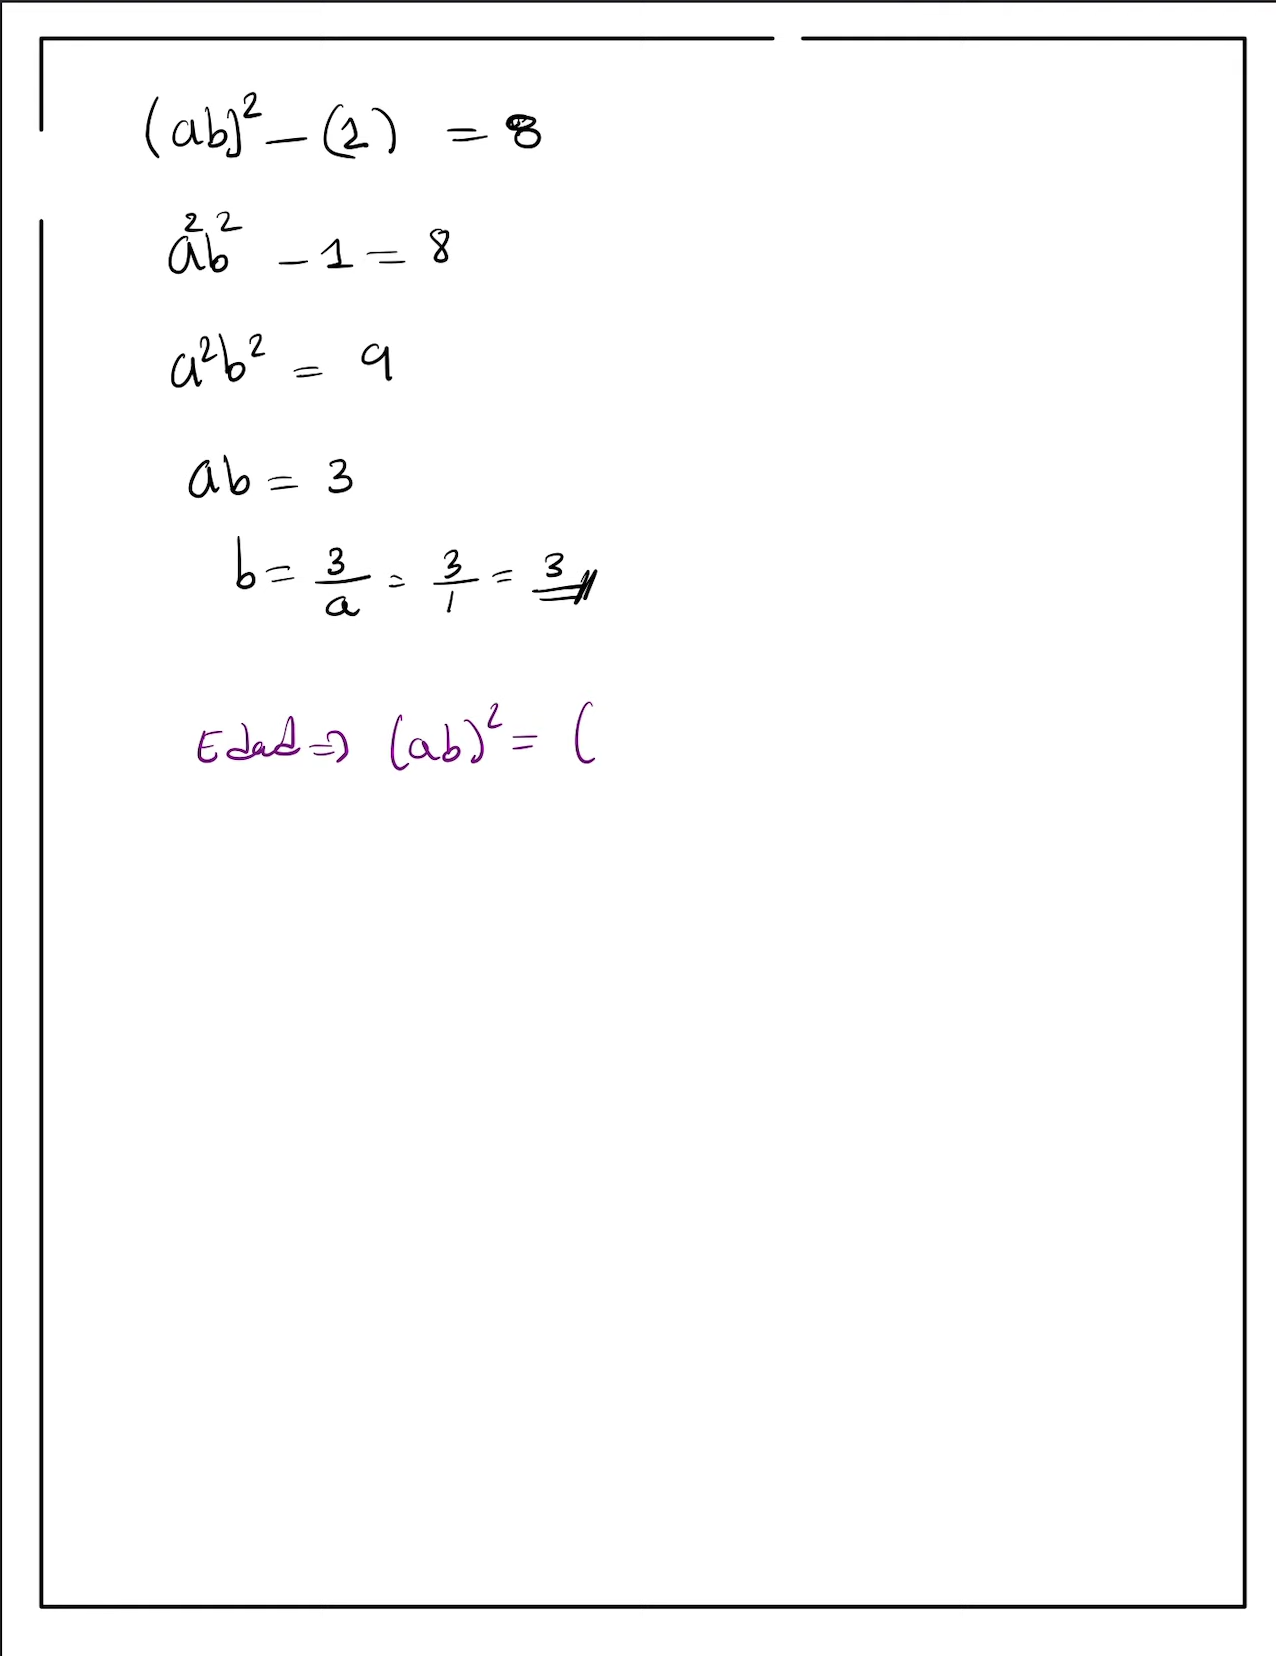 (ab)² - (1) = 8
a²b² - 1 = 8
a²b² = 9
ab = 3
b = 3/a = 3/1 = 3
Edad => (ab)² = (